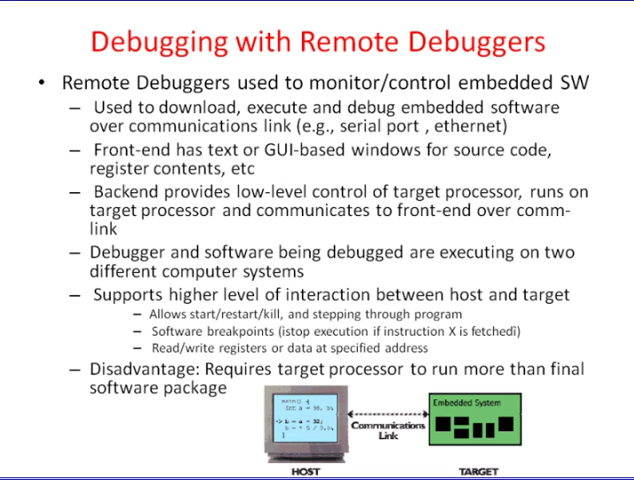 Debugging with Remote Debuggers
• Remote Debuggers used to monitor/control embedded SW
– Used to download, execute and debug embedded software
over communications link (e.g., serial port , ethernet)
– Front-end has text or GUI-based windows for source code,
register contents, etc
– Backend provides low-level control of target processor, runs on
target processor and communicates to front-end over comm-
link
– Debugger and software being debugged are executing on two
different computer systems
– Supports higher level of interaction between host and target
– Allows start/restart/kill, and stepping through program
– Software breakpoints (istop execution if instruction X is fetchedì)
– Read/write registers or data at specified address
– Disadvantage: Requires target processor to run more than final
software package
main() {
int a = 
-> b = a - 32;
}
Embedded System
Communications
Link
HOST
TARGET